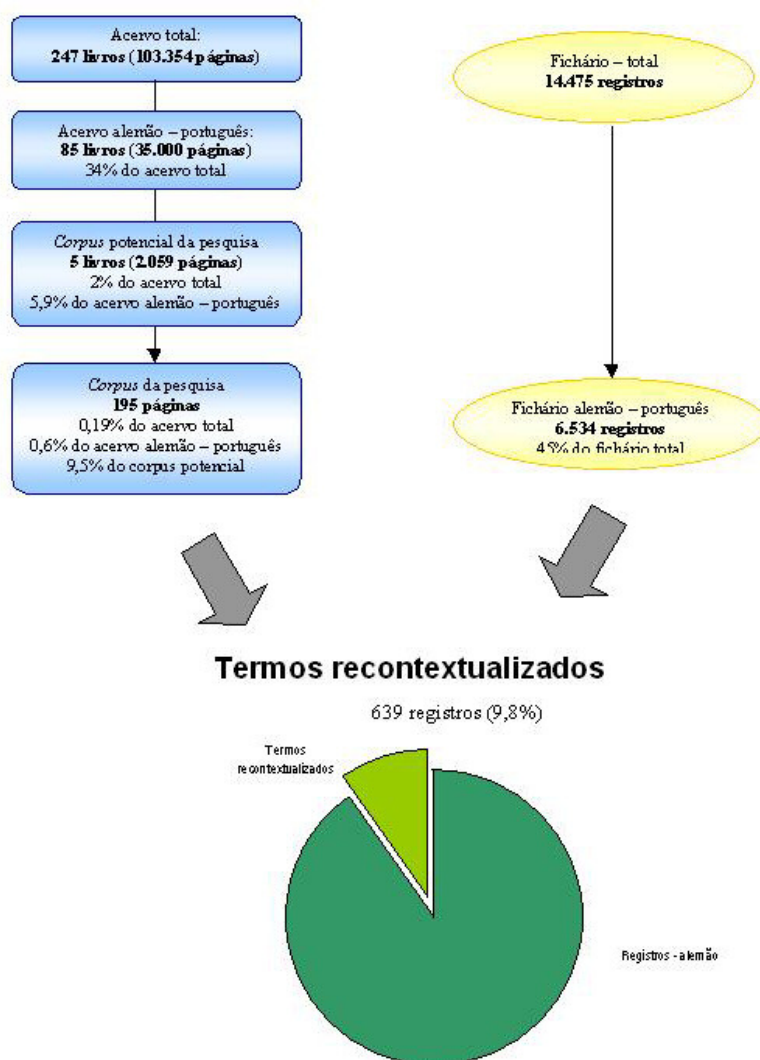 Acervo total:
247 livros (103.354 páginas)
Acervo alemão – português:
85 livros (35.000 páginas)
34% do acervo total
Corpus potencial da pesquisa
5 livros (2.059 páginas)
2% do acervo total
5,9% do acervo alemão – português
Corpus da pesquisa
195 páginas
0,19% do acervo total
0,6% do acervo alemão – português
9,5% do corpus potencial
Fichário – total
14.475 registros
Fichário alemão – português
6.534 registros
45% do fichário total
Termos recontextualizados
639 registros (9,8%)
Termos
recontextualizados
Registros - alemão